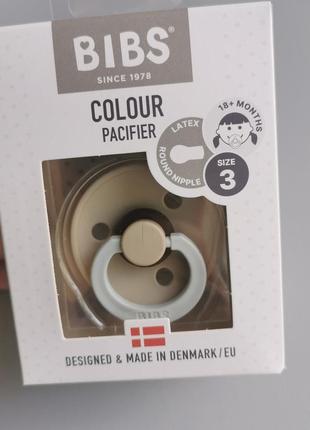 BIBS®
SINCE 1978
COLOUR
PACIFIER
LATEX
ROUND NIPPLE
18+ MONTHS
SIZE
3
BIBS
DESIGNED & MADE IN DENMARK/EU